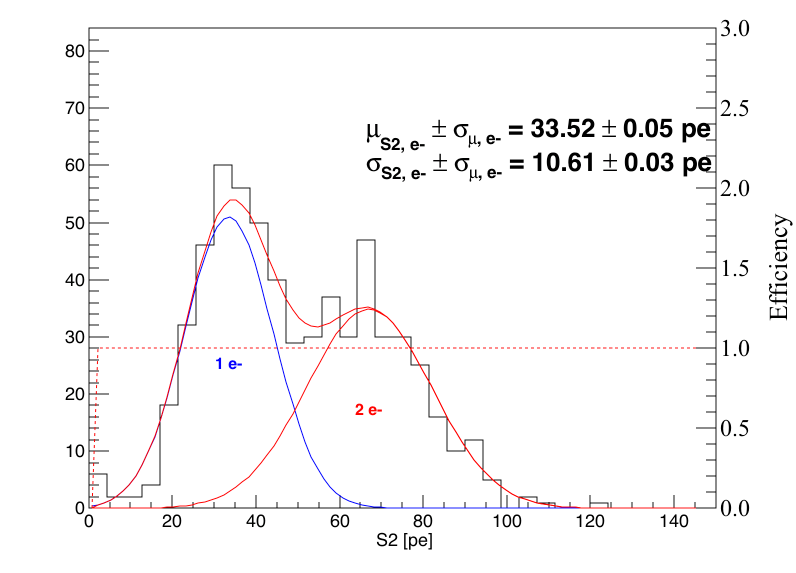 μS2, e- ± σμ, e- = 33.52 ± 0.05 pe
σS2, e- ± σμ, e- = 10.61 ± 0.03 pe
1 e-
2 e-
80
70
60
50
40
30
20
10
0
3.0
2.5
2.0
1.5
1.0
0.5
0.0
Efficiency
0 20 40 60 80 100 120 140
S2 [pe]